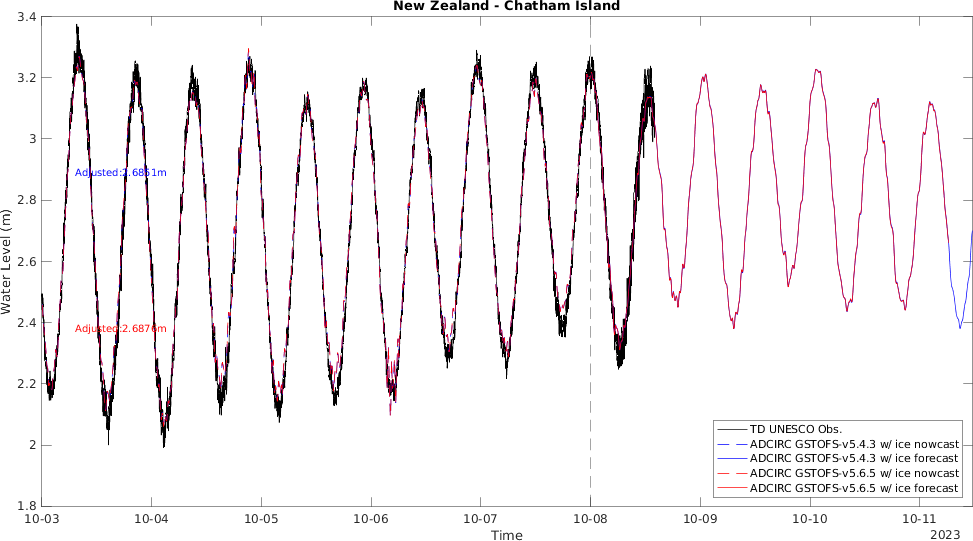 New Zealand - Chatham Island
3.4
3.2
3
2.8
2.6
2.4
2.2
2
1.8
Water Level (m)
Adjusted:2.6851m
Adjusted:2.6876m
TD UNESCO Obs.
ADCIRC GSTOFS-v5.4.3 w/ ice nowcast
ADCIRC GSTOFS-v5.4.3 w/ ice forecast
ADCIRC GSTOFS-v5.6.5 w/ ice nowcast
ADCIRC GSTOFS-v5.6.5 w/ ice forecast
10-03 10-04 10-05 10-06 10-07 10-08 10-09 10-10 10-11
Time
2023